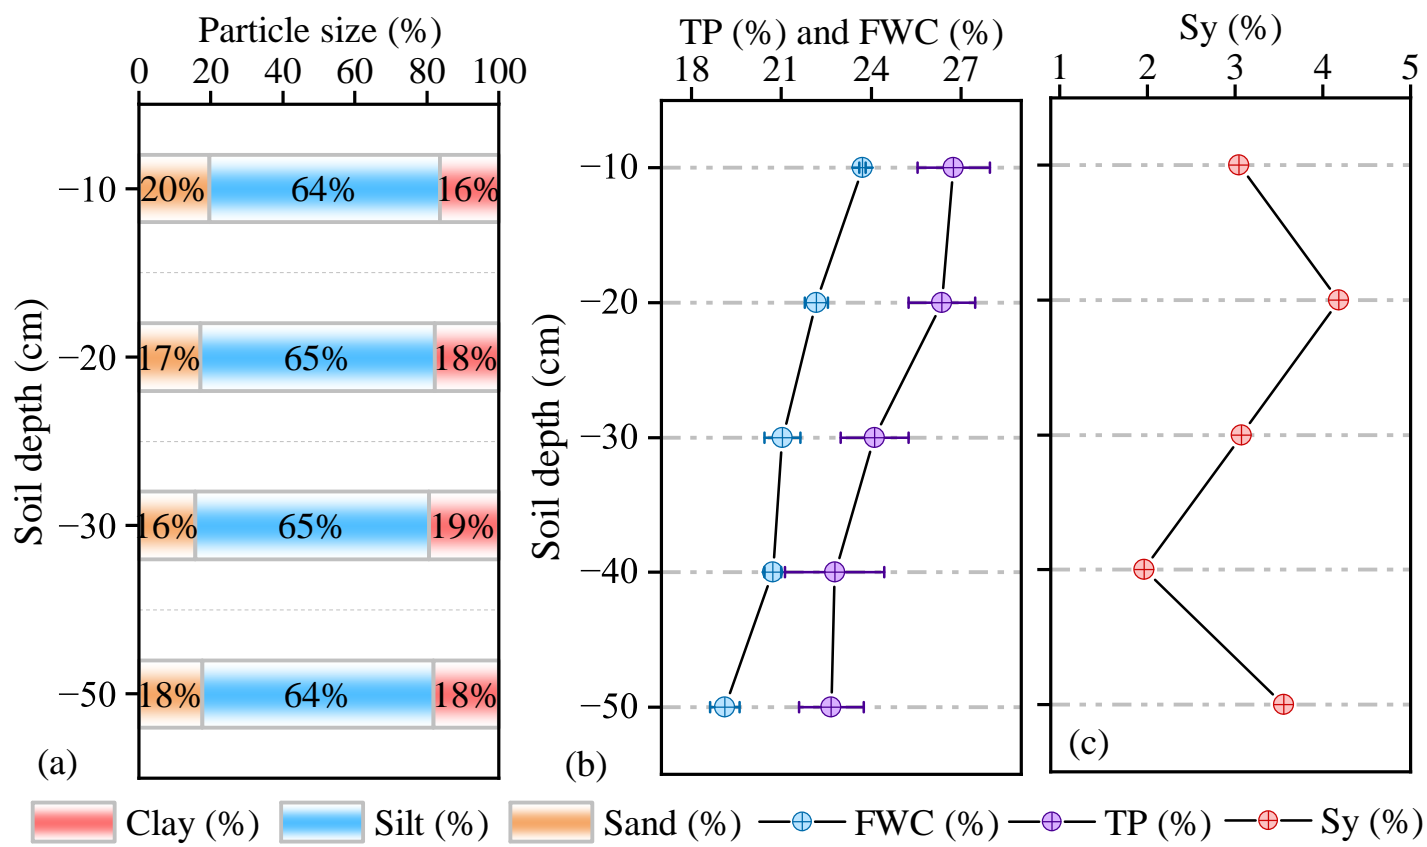 Particle size (%)
0 20 40 60 80 100
Soil depth (cm)
−10 20% 64% 16%
−20 17% 65% 18%
−30 16% 65% 19%
−50 18% 64% 18%
(a)
TP (%) and FWC (%)
18 21 24 27
Soil depth (cm)
−10
−20
−30
−40
−50
(b)
Sy (%)
1 2 3 4 5
(c)
Clay (%) Silt (%) Sand (%) FWC (%) TP (%) Sy (%)